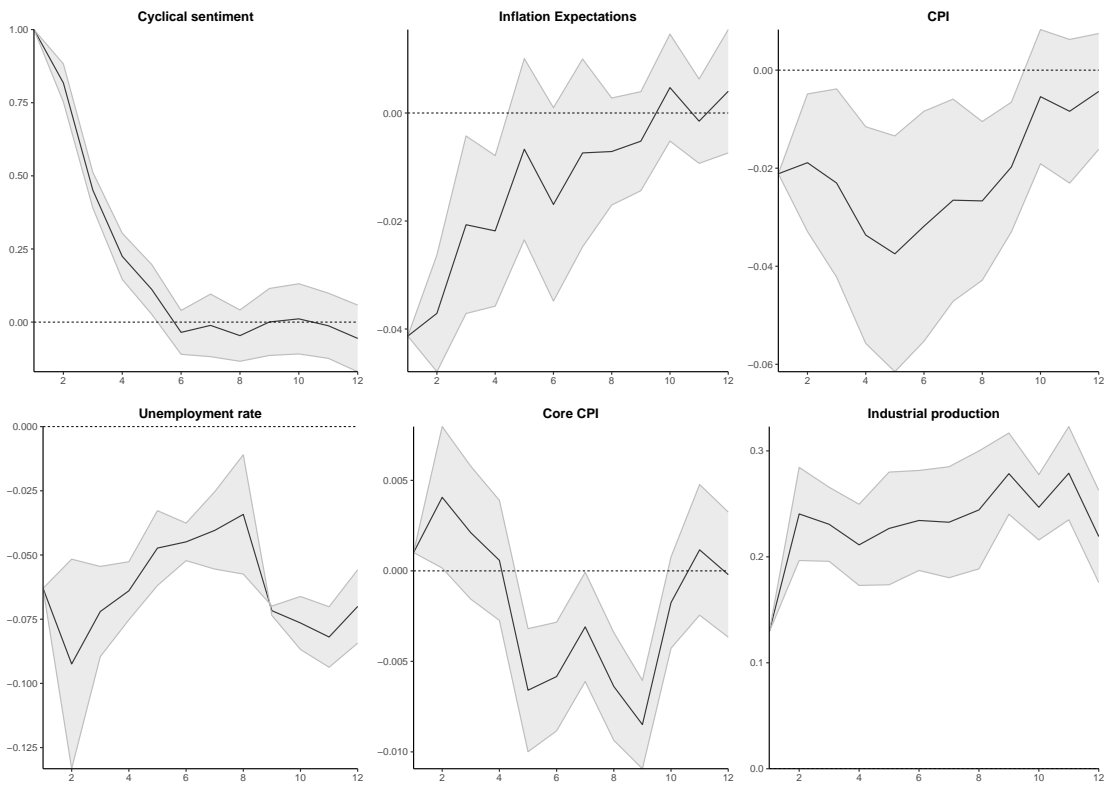 Cyclical sentiment
1.00
0.75
0.50
0.25
0.00
2 4 6 8 10 12
Inflation Expectations
0.00
−0.02
−0.04
2 4 6 8 10 12
CPI
0.00
−0.02
−0.04
−0.06
2 4 6 8 10 12
Unemployment rate
0.000
−0.025
−0.050
−0.075
−0.100
−0.125
2 4 6 8 10 12
Core CPI
0.005
0.000
−0.005
−0.010
2 4 6 8 10 12
Industrial production
0.3
0.2
0.1
0.0
2 4 6 8 10 12